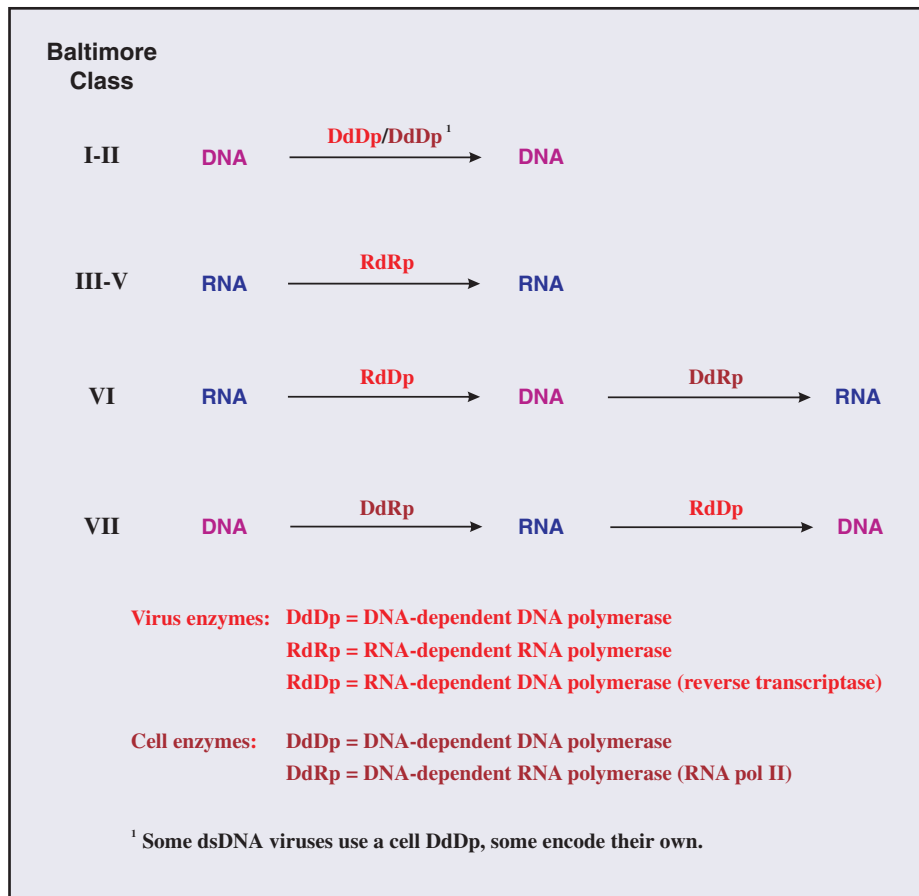 Baltimore
Class
DdDp/DdDp ¹
I-II DNA DNA
RdRp
III-V RNA RNA
RdDp DdRp
VI RNA DNA RNA
DdRp RdDp
VII DNA RNA DNA
Virus enzymes: DdDp = DNA-dependent DNA polymerase
RdRp = RNA-dependent RNA polymerase
RdDp = RNA-dependent DNA polymerase (reverse transcriptase)
Cell enzymes: DdDp = DNA-dependent DNA polymerase
DdRp = DNA-dependent RNA polymerase (RNA pol II)
¹ Some dsDNA viruses use a cell DdDp, some encode their own.